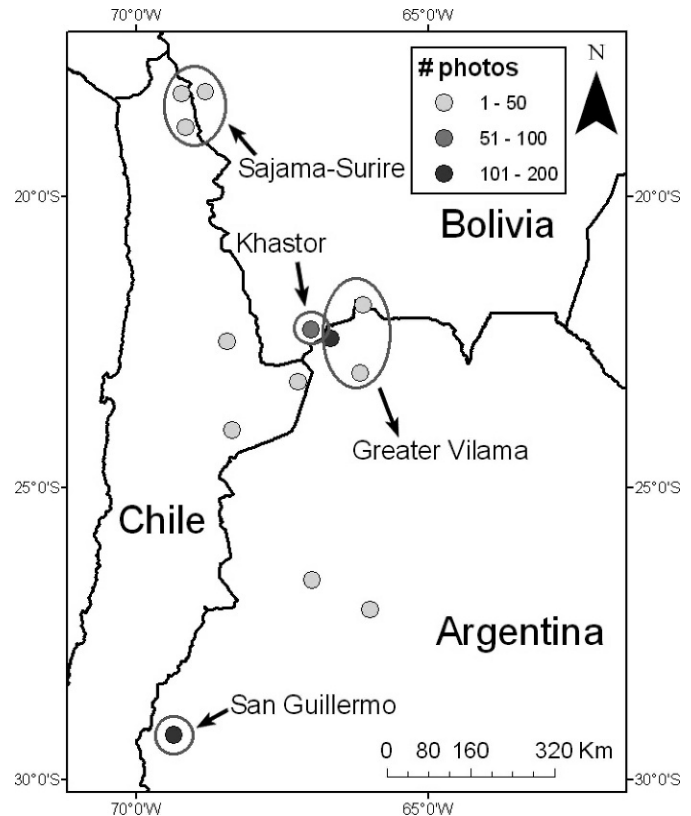 70°0'W 65°0'W
# photos
1 - 50
51 - 100
101 - 200
N
Sajama-Surire
20°0'S 20°0'S
Bolivia
Khastor
Greater Vilama
25°0'S 25°0'S
Chile
Argentina
San Guillermo
0 80 160 320 Km
30°0'S 30°0'S
70°0'W 65°0'W